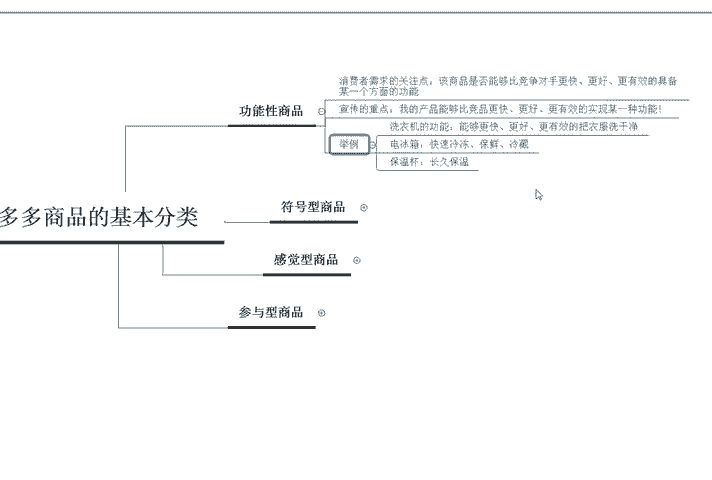 消费者需求的关注点：该商品是否能够比竞争对手更快、更好、更有效的具备
某一个方面的功能
功能性商品
宣传的重点：我的产品能够比竞品更快、更好、更有效的实现某一种功能！
洗衣机的功能：能够更快、更好、更有效的把衣服洗干净
举例
电冰箱：快速冷冻、保鲜、冷藏
保温杯：长久保温
多多商品的基本分类
符号型商品
感觉型商品
参与型商品